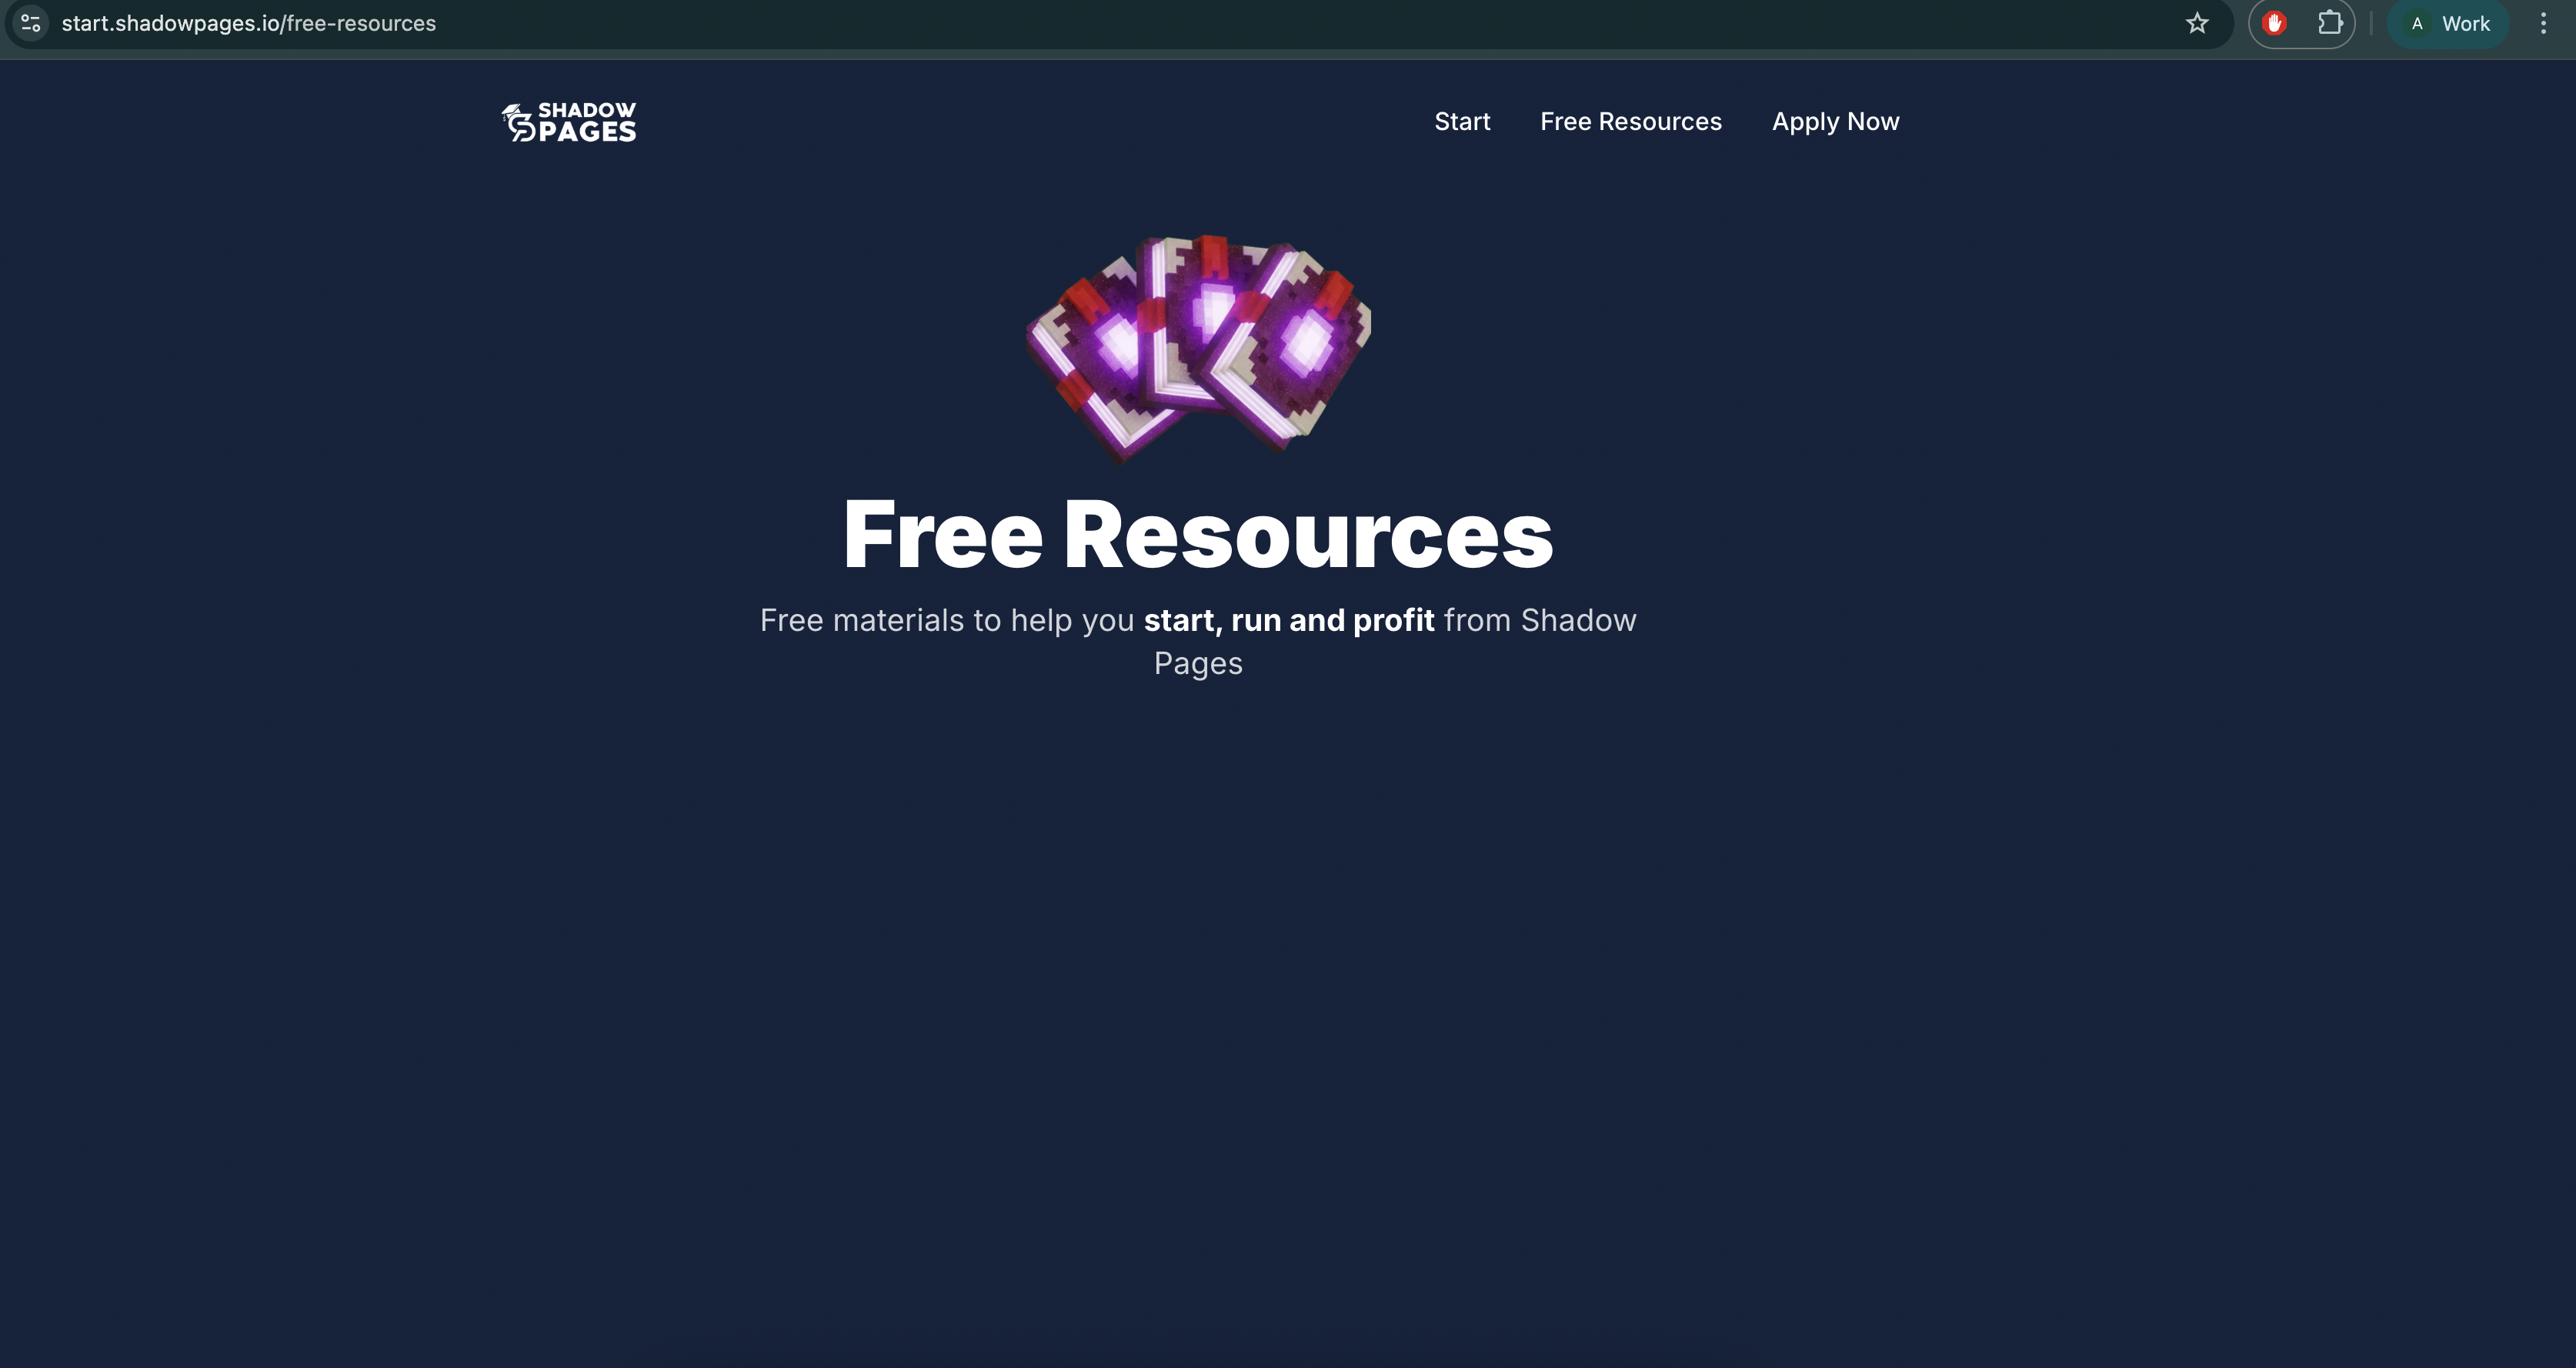 start.shadowpages.io/free-resources
A Work
SHADOW
PAGES
Start Free Resources Apply Now
Free Resources
Free materials to help you start, run and profit from Shadow
Pages